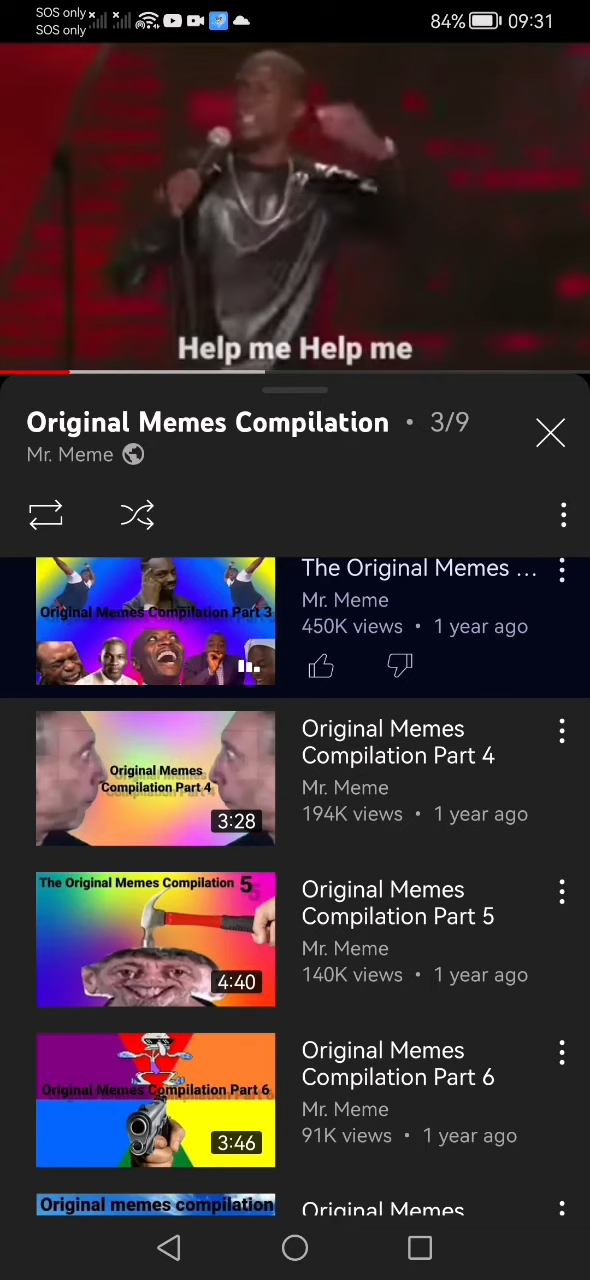 SOS only
SOS only
84% 09:31
Help me Help me
Original Memes Compilation • 3/9
Mr. Meme
Original Memes Compilation Part 3
The Original Memes ...
Mr. Meme
450K views • 1 year ago
Original Memes
Compilation Part 4
3:28
Original Memes
Compilation Part 4
Mr. Meme
194K views • 1 year ago
The Original Memes Compilation 5
4:40
Original Memes
Compilation Part 5
Mr. Meme
140K views • 1 year ago
Original Memes Compilation Part 6
3:46
Original Memes
Compilation Part 6
Mr. Meme
91K views • 1 year ago
Original memes compilation
Original Memes